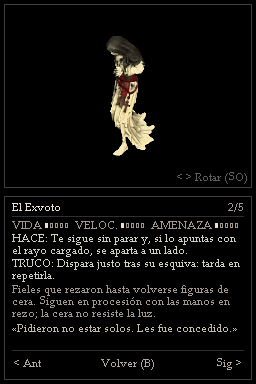 < > Rotar (SO)
El Exvoto 2/5
VIDA ■▫▫▫▫ VELOC. ■▫▫▫▫ AMENAZA ■▫▫▫▫
HACE: Te sigue sin parar y, si lo apuntas con
el rayo cargado, se aparta a un lado.
TRUCO: Dispara justo tras su esquiva: tarda en
repetirla.
Fieles que rezaron hasta volverse figuras de
cera. Siguen en procesión con las manos en
rezo; la cera no resiste la luz.
«Pidieron no estar solos. Les fue concedido.»
< Ant Volver (B) Sig >